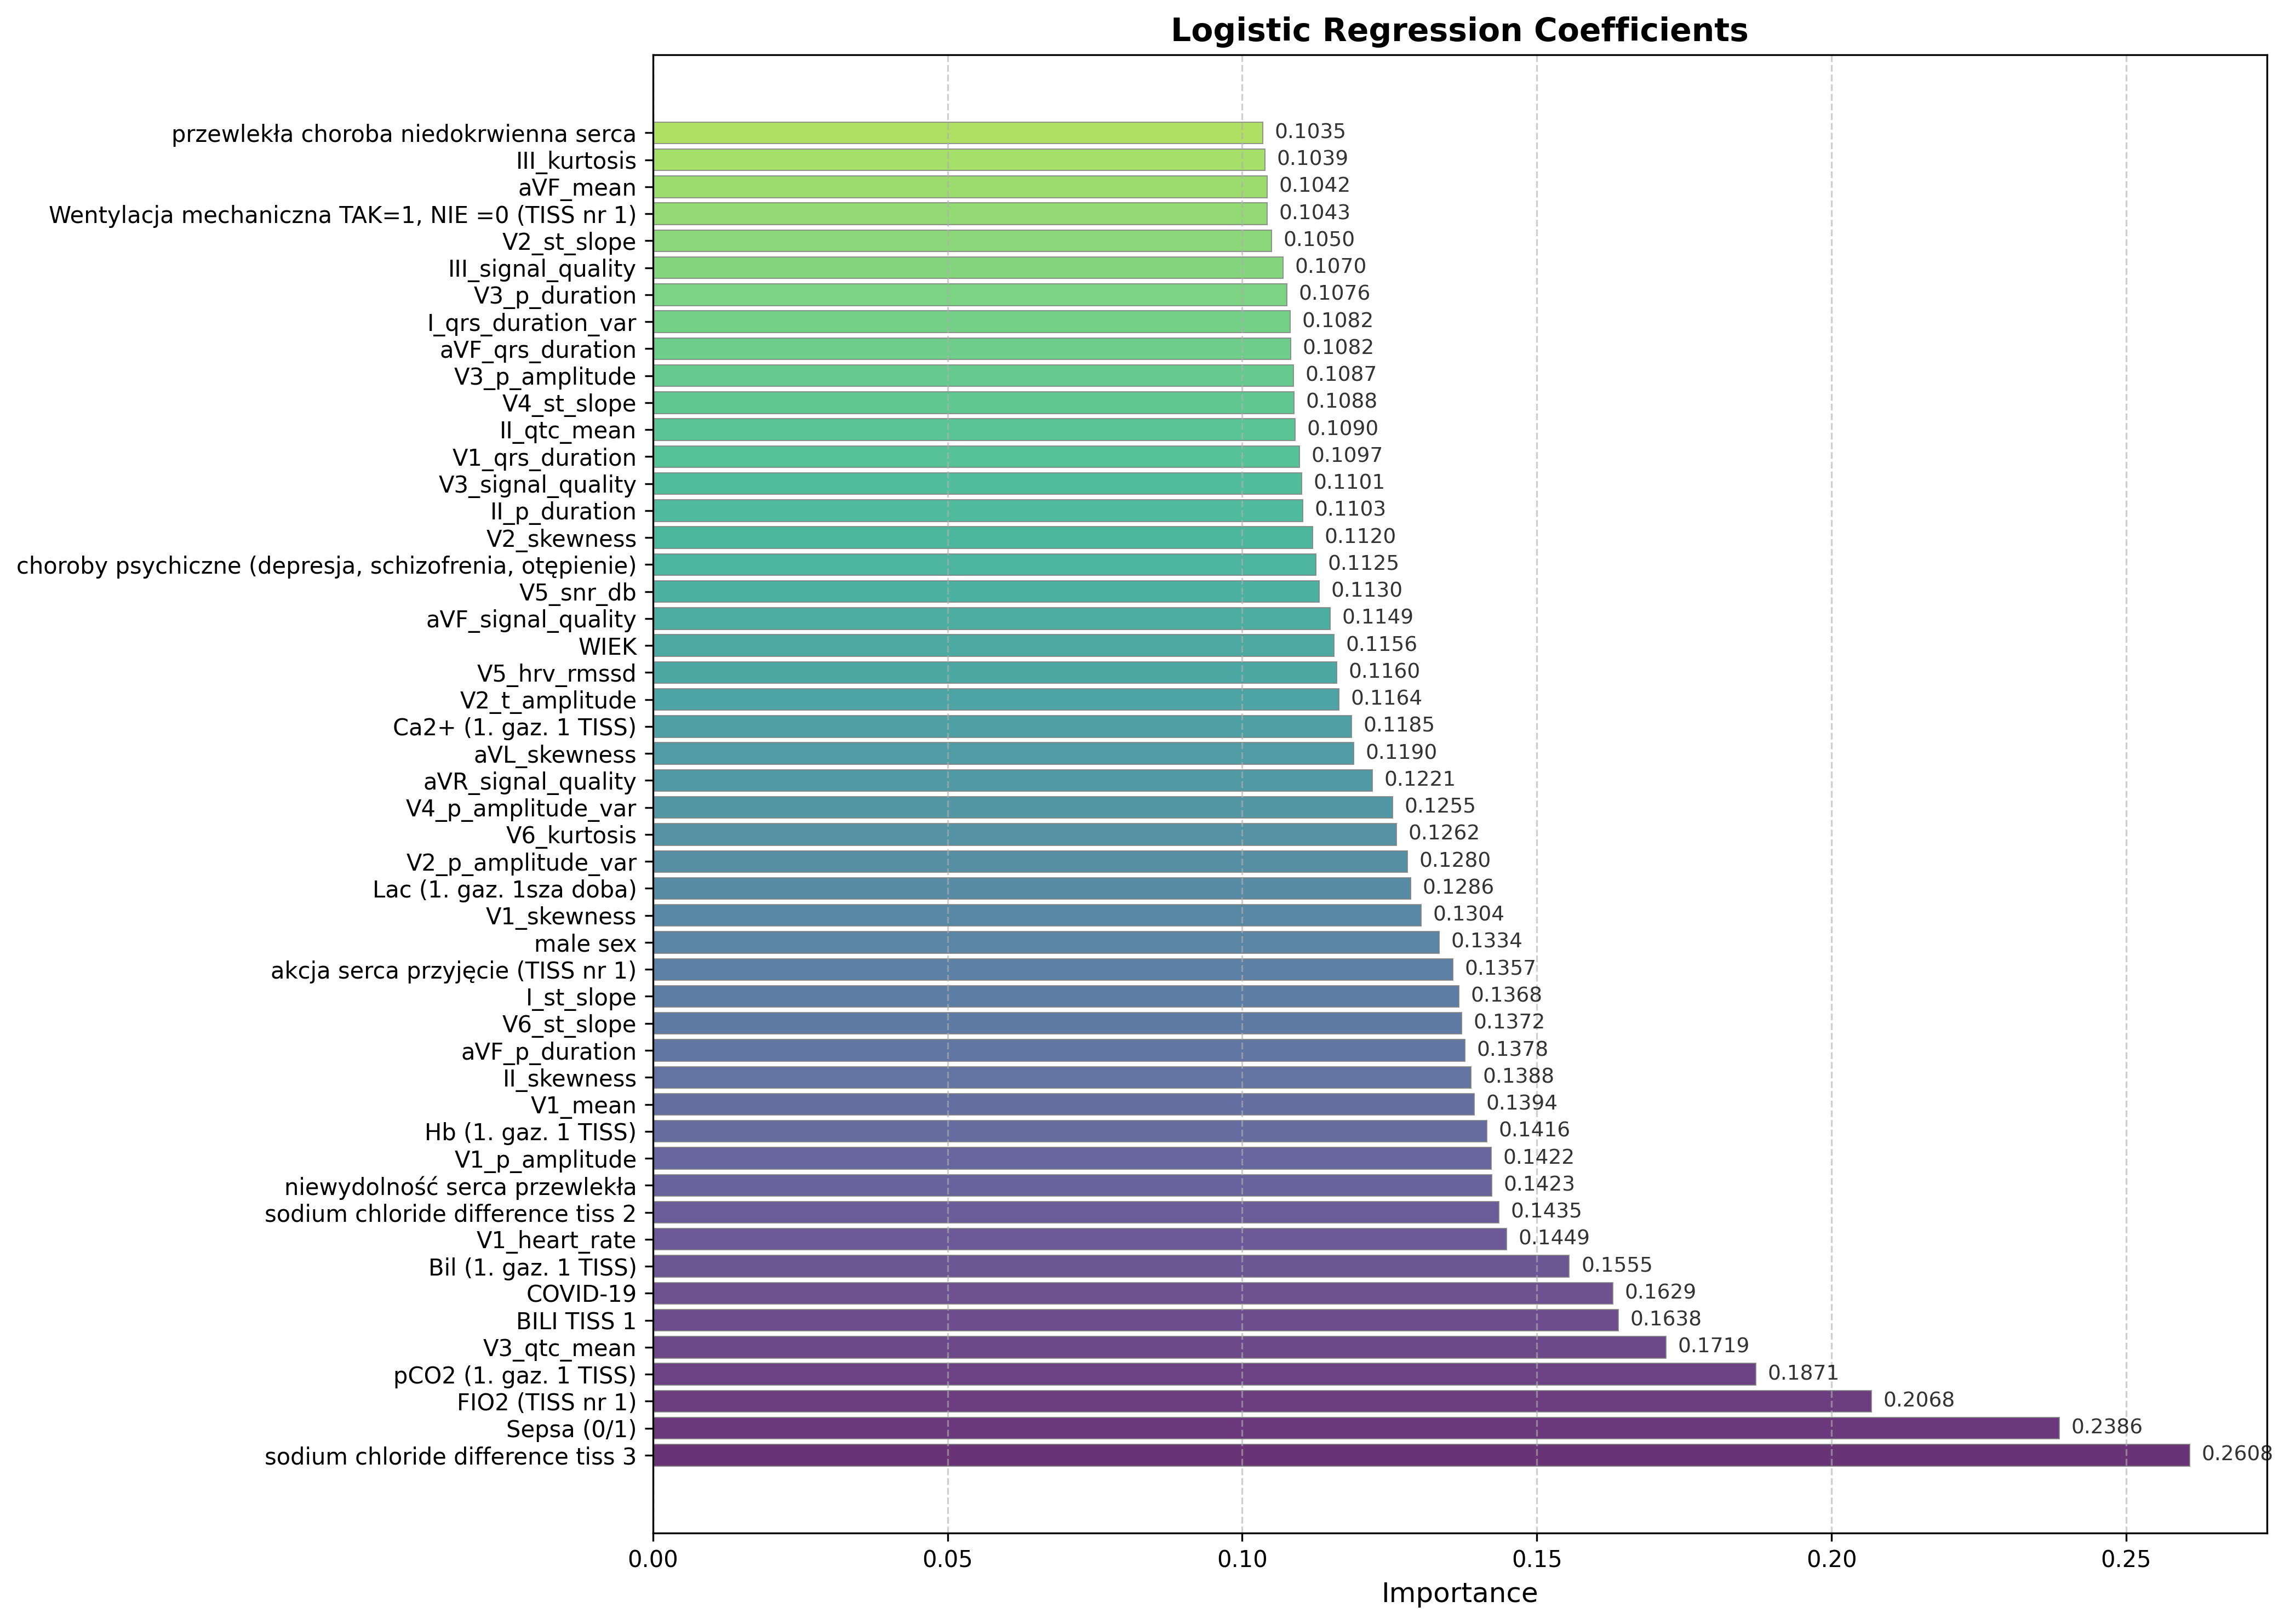 Logistic Regression Coefficients
przewlekła choroba niedokrwienna serca 0.1035
III_kurtosis 0.1039
aVF_mean 0.1042
Wentylacja mechaniczna TAK=1, NIE =0 (TISS nr 1) 0.1043
V2_st_slope 0.1050
III_signal_quality 0.1070
V3_p_duration 0.1076
I_qrs_duration_var 0.1082
aVF_qrs_duration 0.1082
V3_p_amplitude 0.1087
V4_st_slope 0.1088
II_qtc_mean 0.1090
V1_qrs_duration 0.1097
V3_signal_quality 0.1101
II_p_duration 0.1103
V2_skewness 0.1120
choroby psychiczne (depresja, schizofrenia, otępienie) 0.1125
V5_snr_db 0.1130
aVF_signal_quality 0.1149
WIEK 0.1156
V5_hrv_rmssd 0.1160
V2_t_amplitude 0.1164
Ca2+ (1. gaz. 1 TISS) 0.1185
aVL_skewness 0.1190
aVR_signal_quality 0.1221
V4_p_amplitude_var 0.1255
V6_kurtosis 0.1262
V2_p_amplitude_var 0.1280
Lac (1. gaz. 1sza doba) 0.1286
V1_skewness 0.1304
male sex 0.1334
akcja serca przyjęcie (TISS nr 1) 0.1357
I_st_slope 0.1368
V6_st_slope 0.1372
aVF_p_duration 0.1378
II_skewness 0.1388
V1_mean 0.1394
Hb (1. gaz. 1 TISS) 0.1416
V1_p_amplitude 0.1422
niewydolność serca przewlekła 0.1423
sodium chloride difference tiss 2 0.1435
V1_heart_rate 0.1449
Bil (1. gaz. 1 TISS) 0.1555
COVID-19 0.1629
BILI TISS 1 0.1638
V3_qtc_mean 0.1719
pCO2 (1. gaz. 1 TISS) 0.1871
FIO2 (TISS nr 1) 0.2068
Sepsa (0/1) 0.2386
sodium chloride difference tiss 3 0.2608
0.00 0.05 0.10 0.15 0.20 0.25
Importance